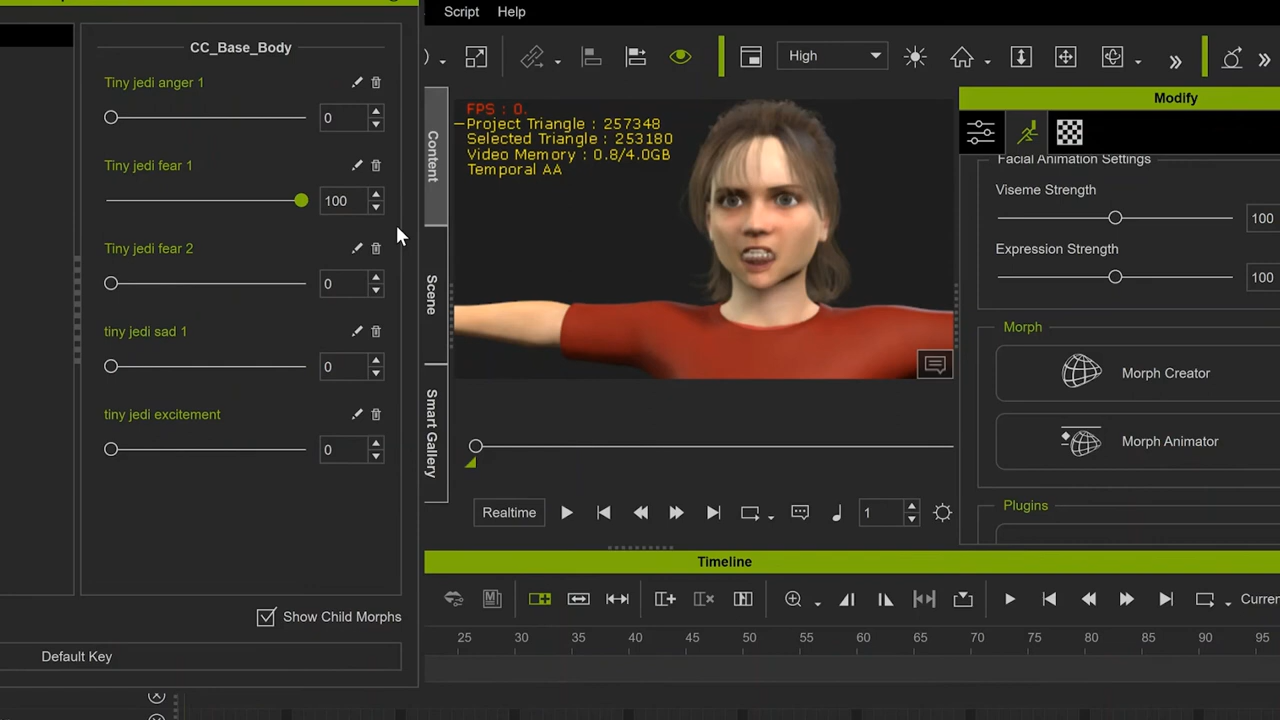 Script Help
CC_Base_Body
Tiny jedi anger 1
0
Tiny jedi fear 1
100
Tiny jedi fear 2
0
tiny jedi sad 1
0
tiny jedi excitement
0
Show Child Morphs
Default Key
Content
Scene
Smart Gallery
High
FPS : 0.
Project Triangle : 257348
Selected Triangle : 253180
Video Memory : 0.8/4.0GB
Temporal AA
Realtime
1
Modify
Facial Animation Settings
Viseme Strength
100
Expression Strength
100
Morph
Morph Creator
Morph Animator
Plugins
Timeline
25 30 35 40 45 50 55 60 65 70 75 80 85 90 95